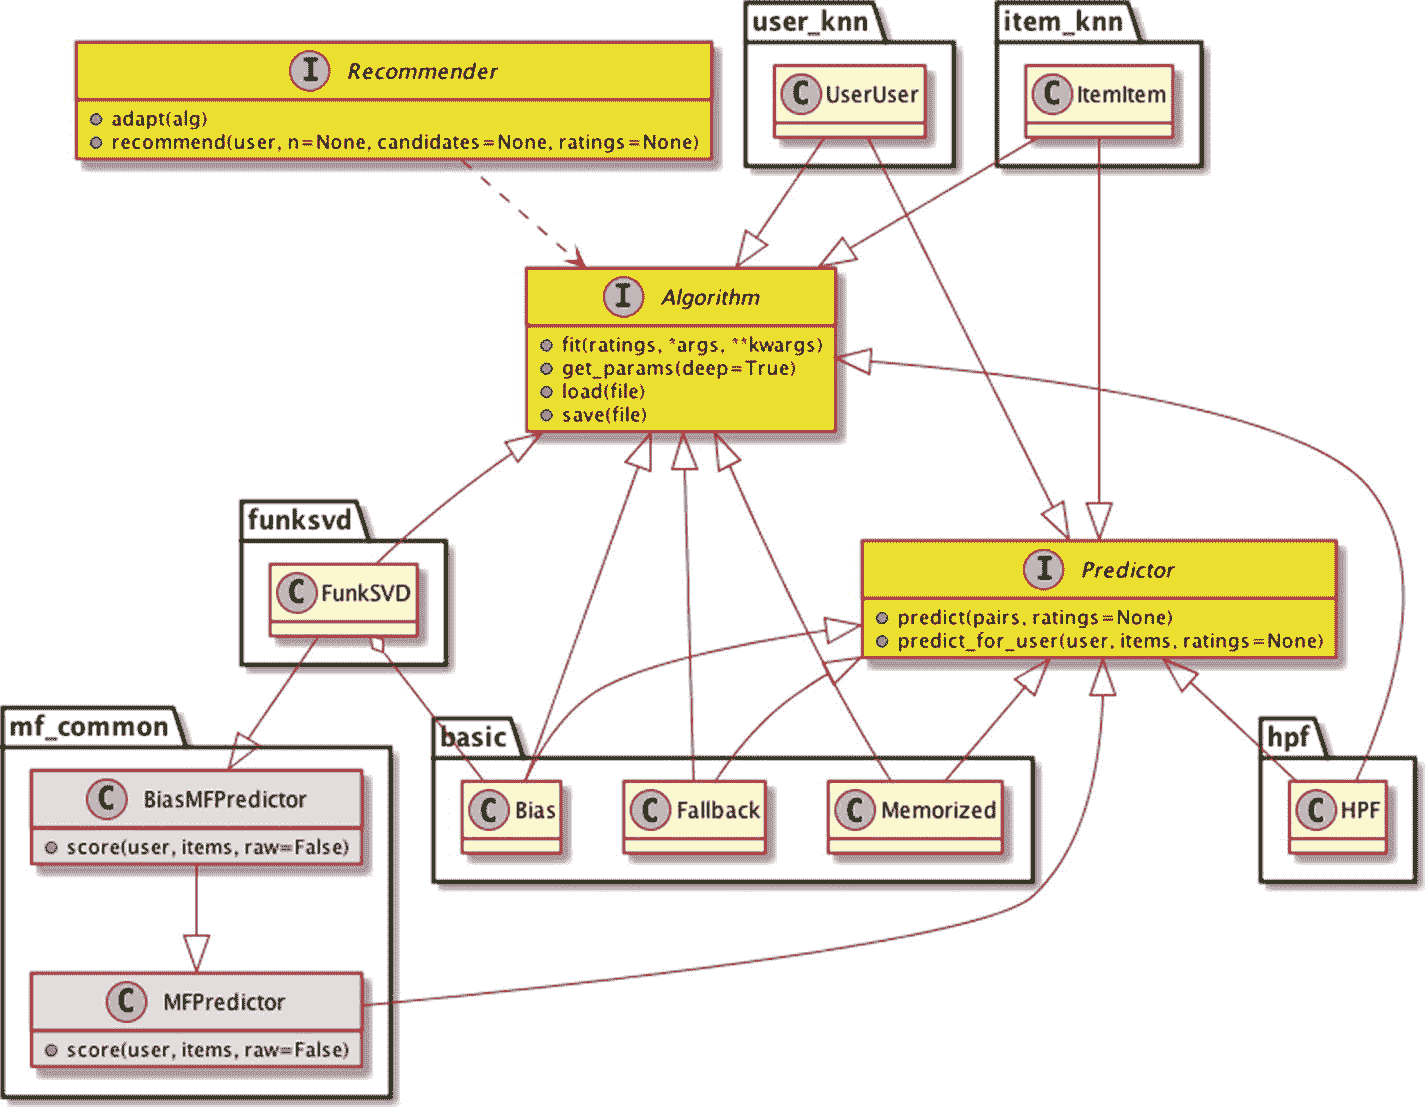 user_knn
item_knn
I Recommender
adapt(alg)
recommend(user, n=None, candidates=None, ratings=None)
C UserUser
C ItemItem
I Algorithm
fit(ratings, *args, **kwargs)
get_params(deep=True)
load(file)
save(file)
funksvd
C FunkSVD
I Predictor
predict(pairs, ratings=None)
predict_for_user(user, items, ratings=None)
mf_common
C BiasMFPredictor
score(user, items, raw=False)
C MFPredictor
score(user, items, raw=False)
basic
C Bias
C Fallback
C Memorized
hpf
C HPF